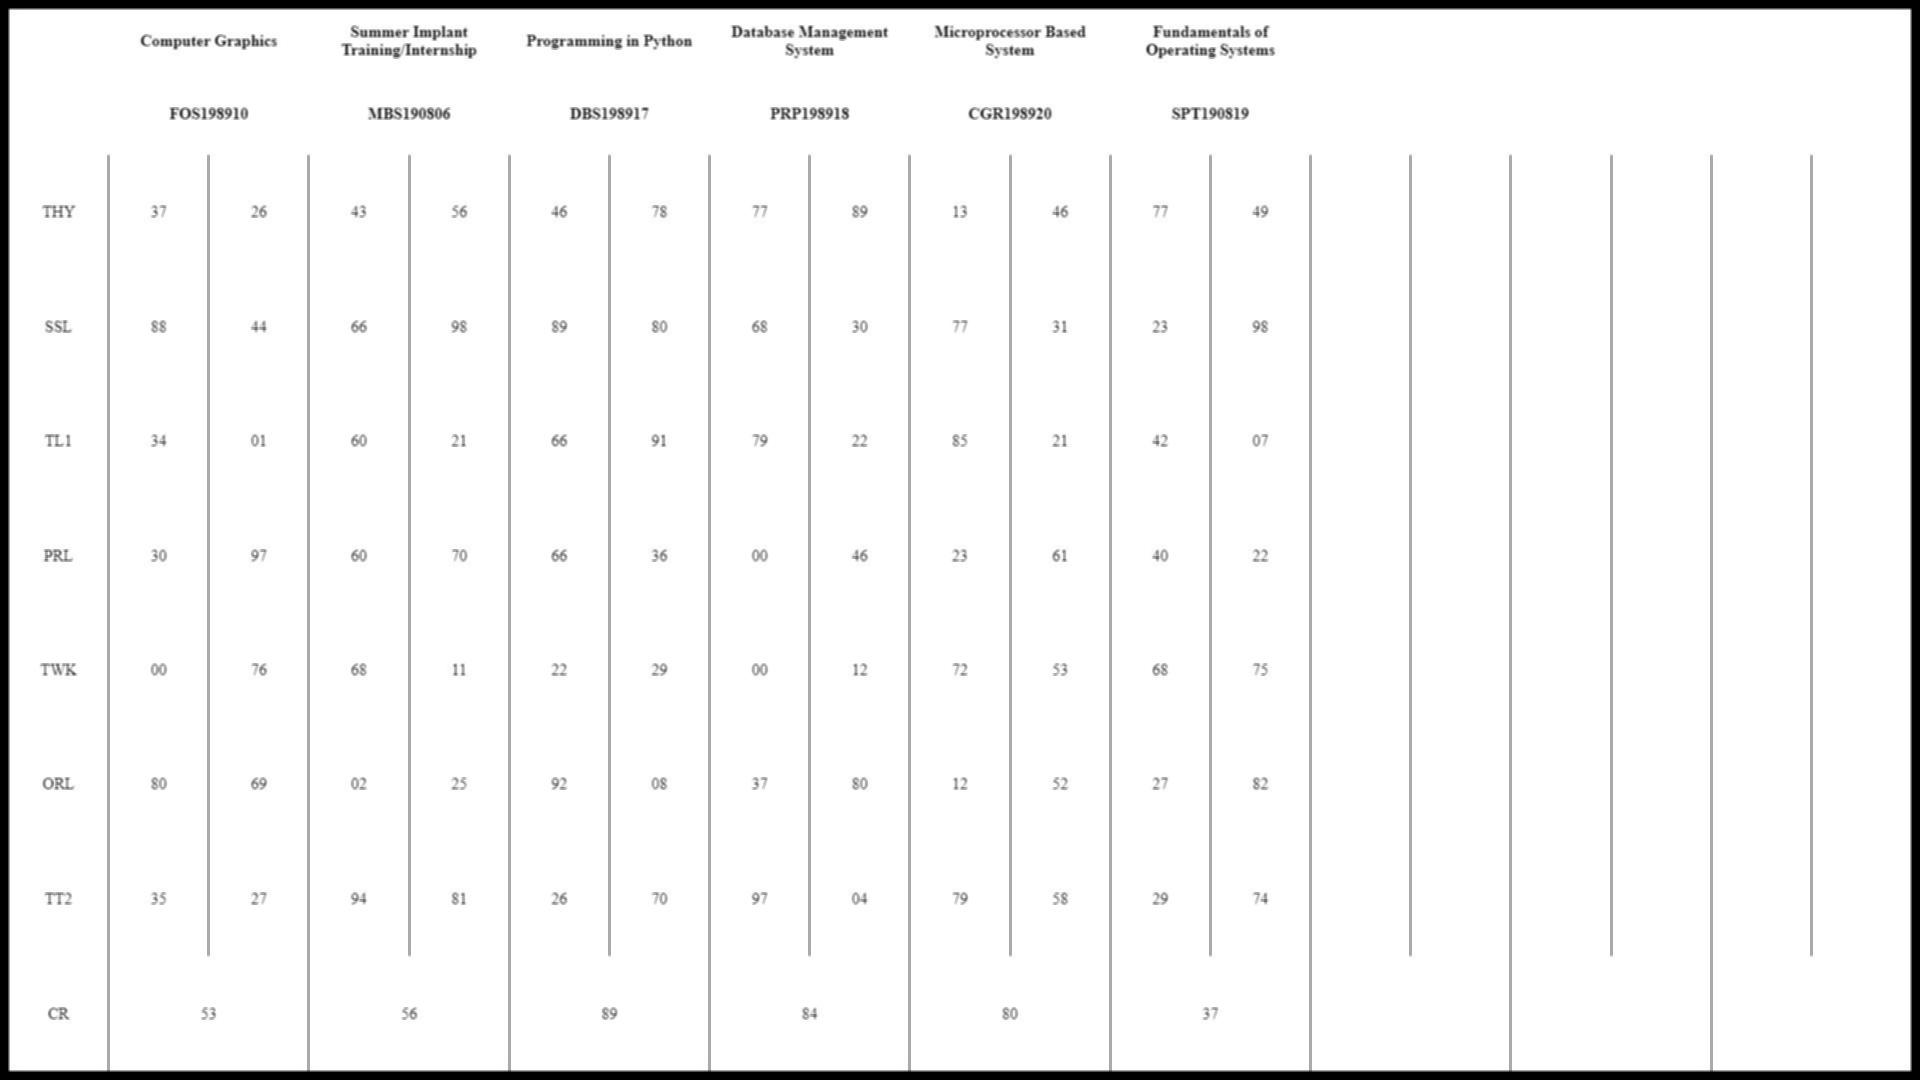 Computer Graphics Summer Implant Training/Internship Programming in Python Database Management System Microprocessor Based System Fundamentals of Operating Systems
FOS198910 MBS190806 DBS198917 PRP198918 CGR198920 SPT190819
THY 37 26 43 56 46 78 77 89 13 46 77 49
SSL 88 44 66 98 89 80 68 30 77 31 23 98
TL1 34 01 60 21 66 91 79 22 85 21 42 07
PRL 30 97 60 70 66 36 00 46 23 61 40 22
TWK 00 76 68 11 22 29 00 12 72 53 68 75
ORL 80 69 02 25 92 08 37 80 12 52 27 82
TT2 35 27 94 81 26 70 97 04 79 58 29 74
CR 53 56 89 84 80 37